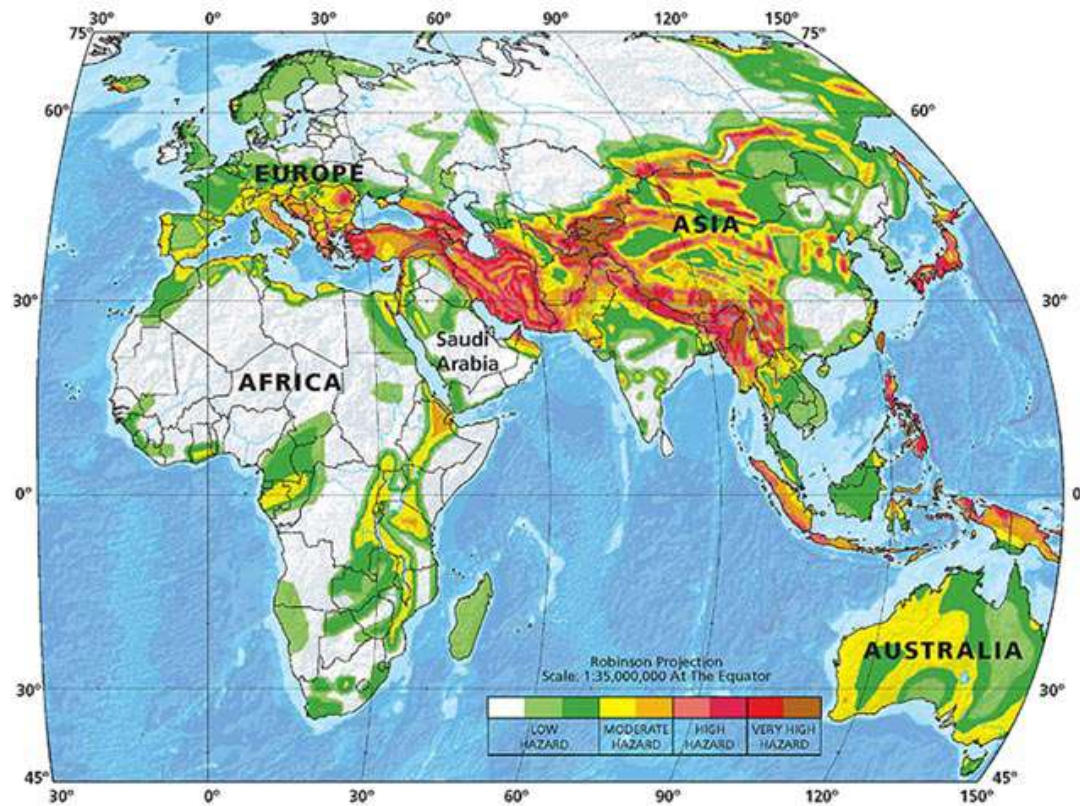 30° 0° 30° 60° 90° 150°
75° 75°
60° 60°
EUROPE
ASIA
30° 30°
Saudi
Arabia
AFRICA
0° 0
AUSTRALIA
Robinson Projection
Scale: 1:35,000,000 At The Equator
30° 30°
LOW
HAZARD
MODERATE
HAZARD
HIGH
HAZARD
VERY HIGH
HAZARD
45° 45°
30° 0° 30° 60° 90° 120° 150°